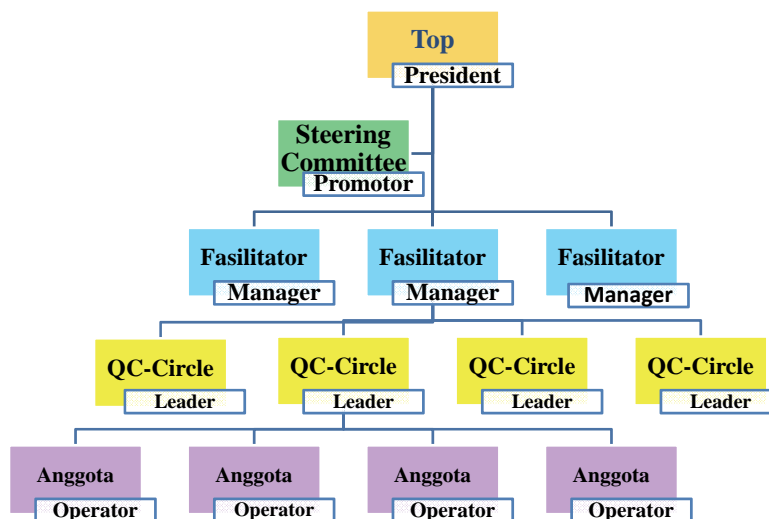 Top
President
Steering
Committee
Promotor
Fasilitator
Manager
Fasilitator
Manager
Fasilitator
Manager
QC-Circle
Leader
QC-Circle
Leader
QC-Circle
Leader
QC-Circle
Leader
Anggota
Operator
Anggota
Operator
Anggota
Operator
Anggota
Operator